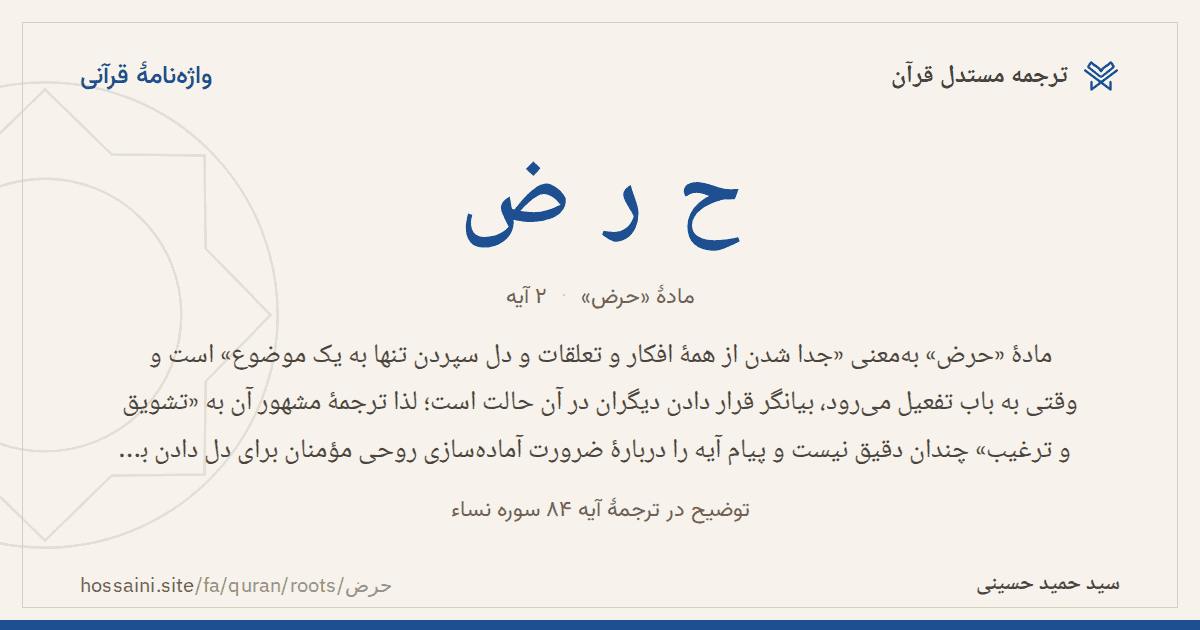 ترجمه مستدل قرآن
واژه‌نامهٔ قرآنی
ح ر ض
مادهٔ «حرض» · ۲ آیه
مادهٔ «حرض» به‌معنی «جدا شدن از همهٔ افکار و تعلقات و دل سپردن تنها به یک موضوع» است و
وقتی به باب تفعیل می‌رود، بیانگر قرار دادن دیگران در آن حالت است؛ لذا ترجمهٔ مشهور آن به «تشویق
و ترغیب» چندان دقیق نیست و پیام آیه را دربارهٔ ضرورت آماده‌سازی روحی مؤمنان برای دل دادن بـ...
توضیح در ترجمهٔ آیه ۸۴ سوره نساء
سید حمید حسینی
hossaini.site/fa/quran/roots/حرض